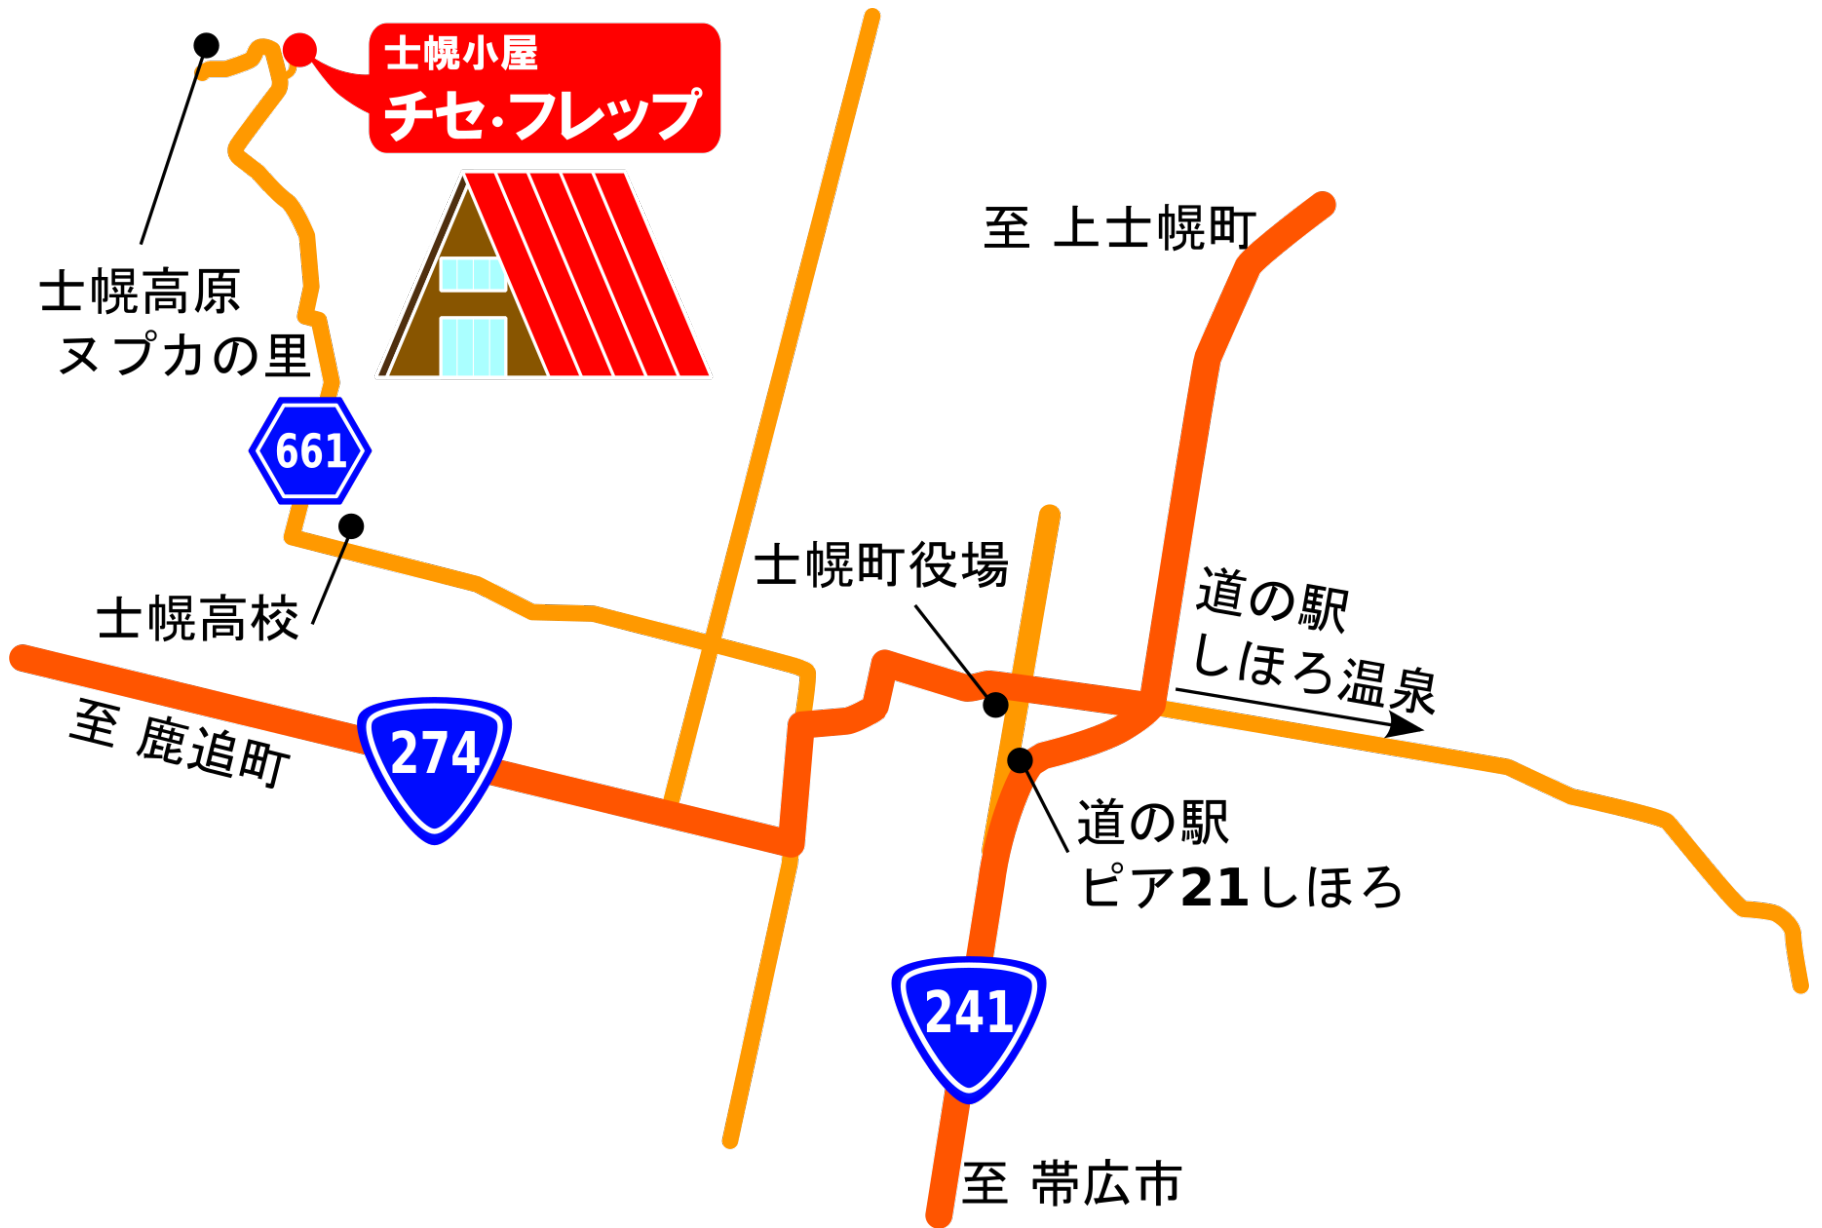 士幌小屋
チセ・フレップ
至 上士幌町
士幌高原
ヌプカの里
661
士幌町役場
道の駅
しほろ温泉
士幌高校
至 鹿追町
274
道の駅
ピア21しほろ
241
至 帯広市